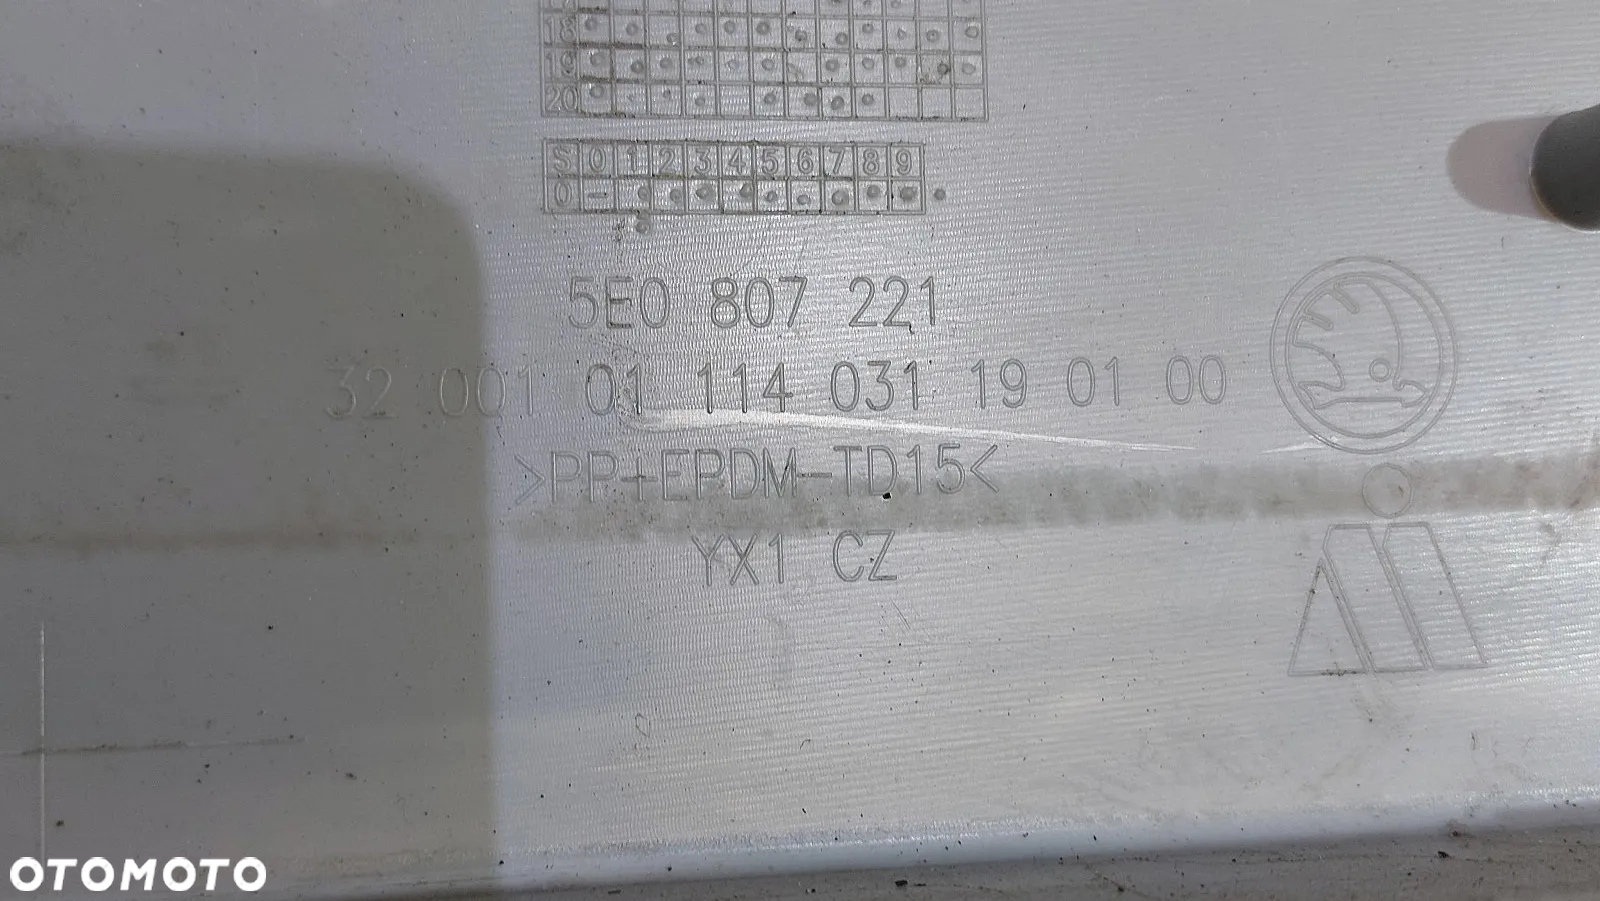 18
19
20
S 0 1 2 3 4 5 6 7 8 9
0 -
5E0 807 221
32 001 01 114 031 19 01 00
>PP+EPDM-TD15<
YX1 CZ
OTOMOTO